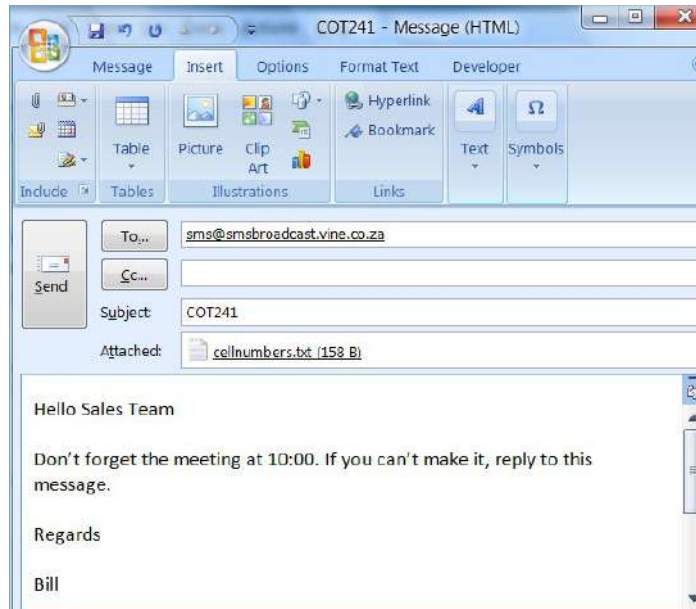 COT241 - Message (HTML)
Message Insert Options Format Text Developer
Hyperlink
Bookmark
Table Picture Clip Art Text Symbols
Include Tables Illustrations Links
To... sms@smsbroadcast.vine.co.za
Cc...
Send
Subject: COT241
Attached: cellnumbers.txt (158 B)
Hello Sales Team
Don't forget the meeting at 10:00. If you can't make it, reply to this
message.
Regards
Bill